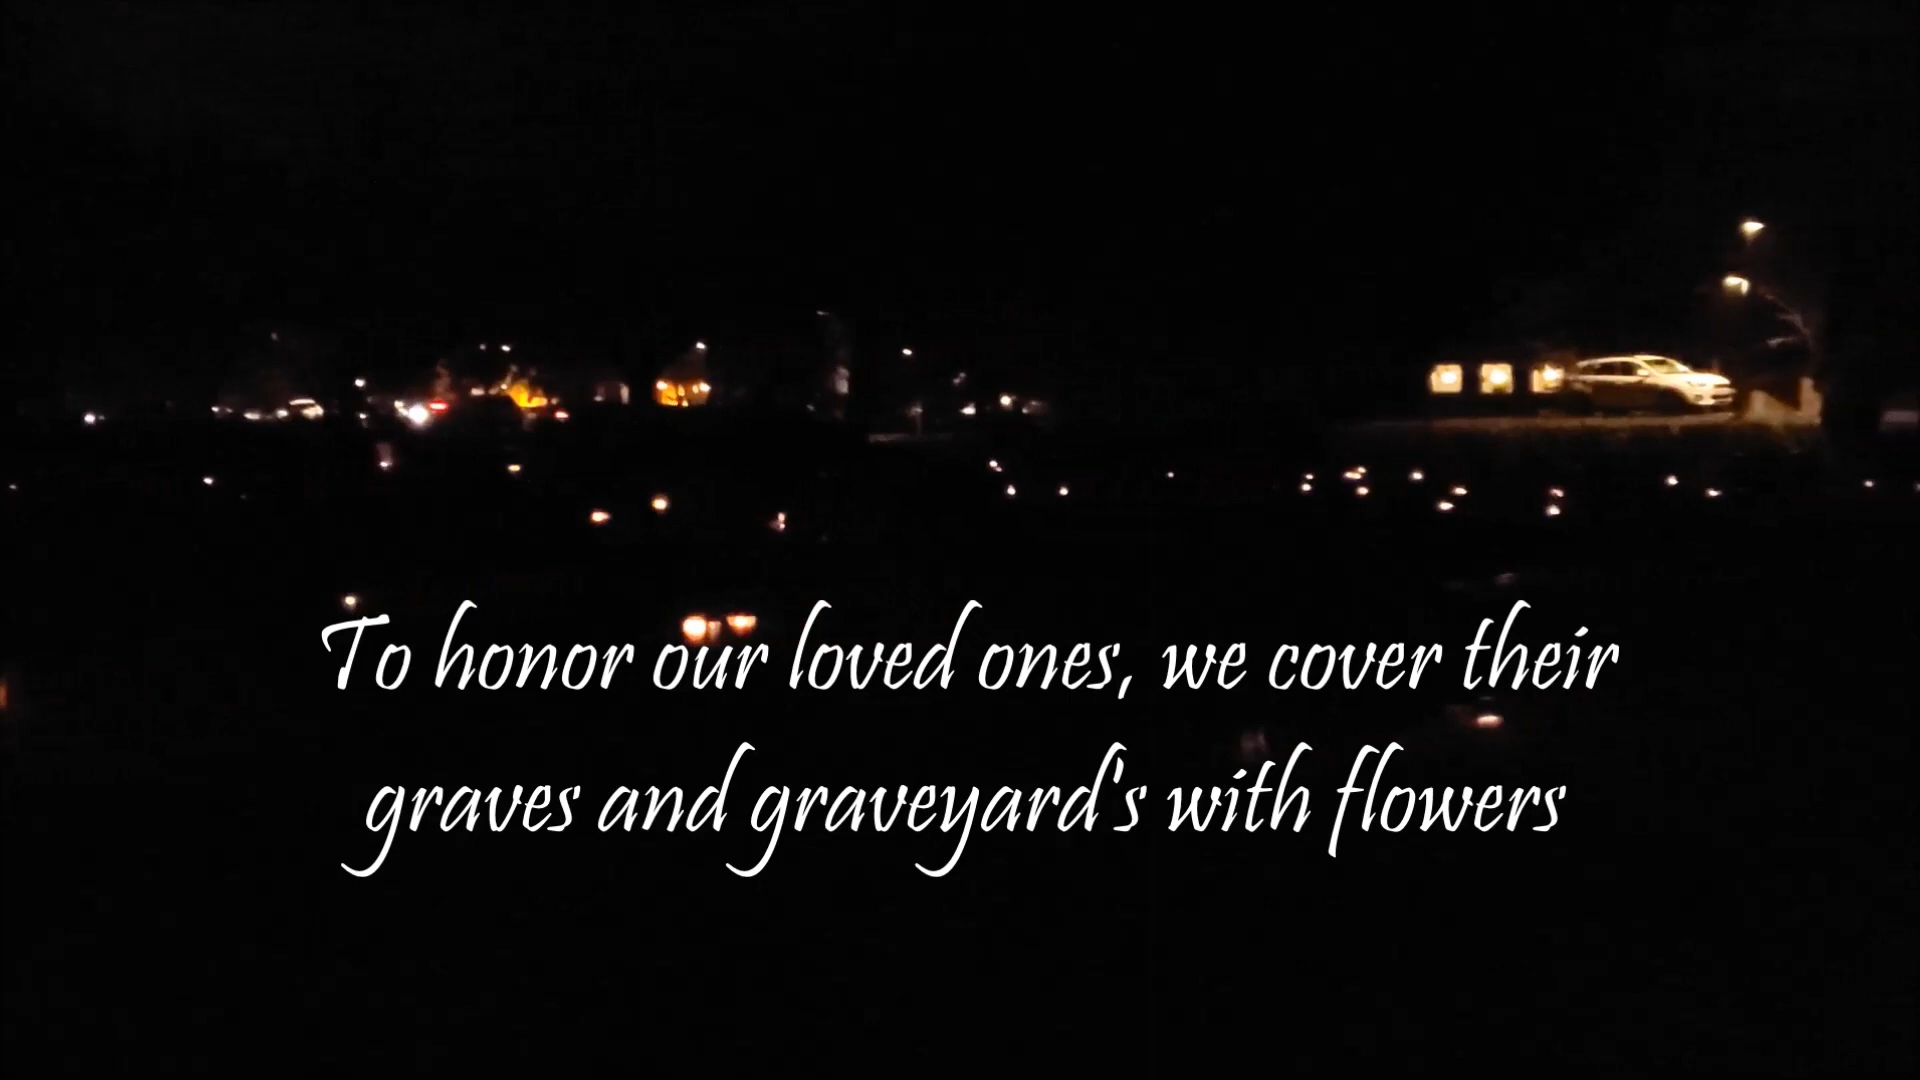 To honor our loved ones, we cover their
graves and graveyard's with flowers